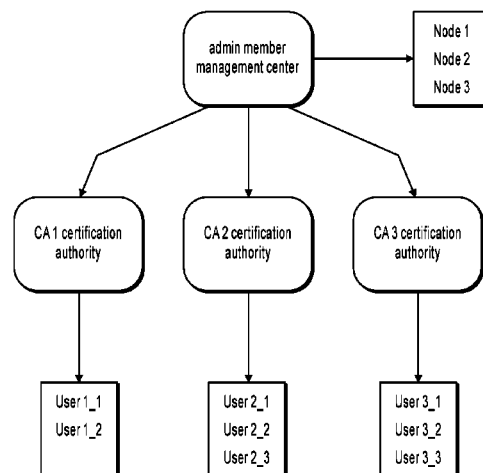 admin member
management center
Node 1
Node 2
Node 3
CA 1 certification
authority
CA 2 certification
authority
CA 3 certification
authority
User 1_1
User 1_2
User 2_1
User 2_2
User 2_3
User 3_1
User 3_2
User 3_3